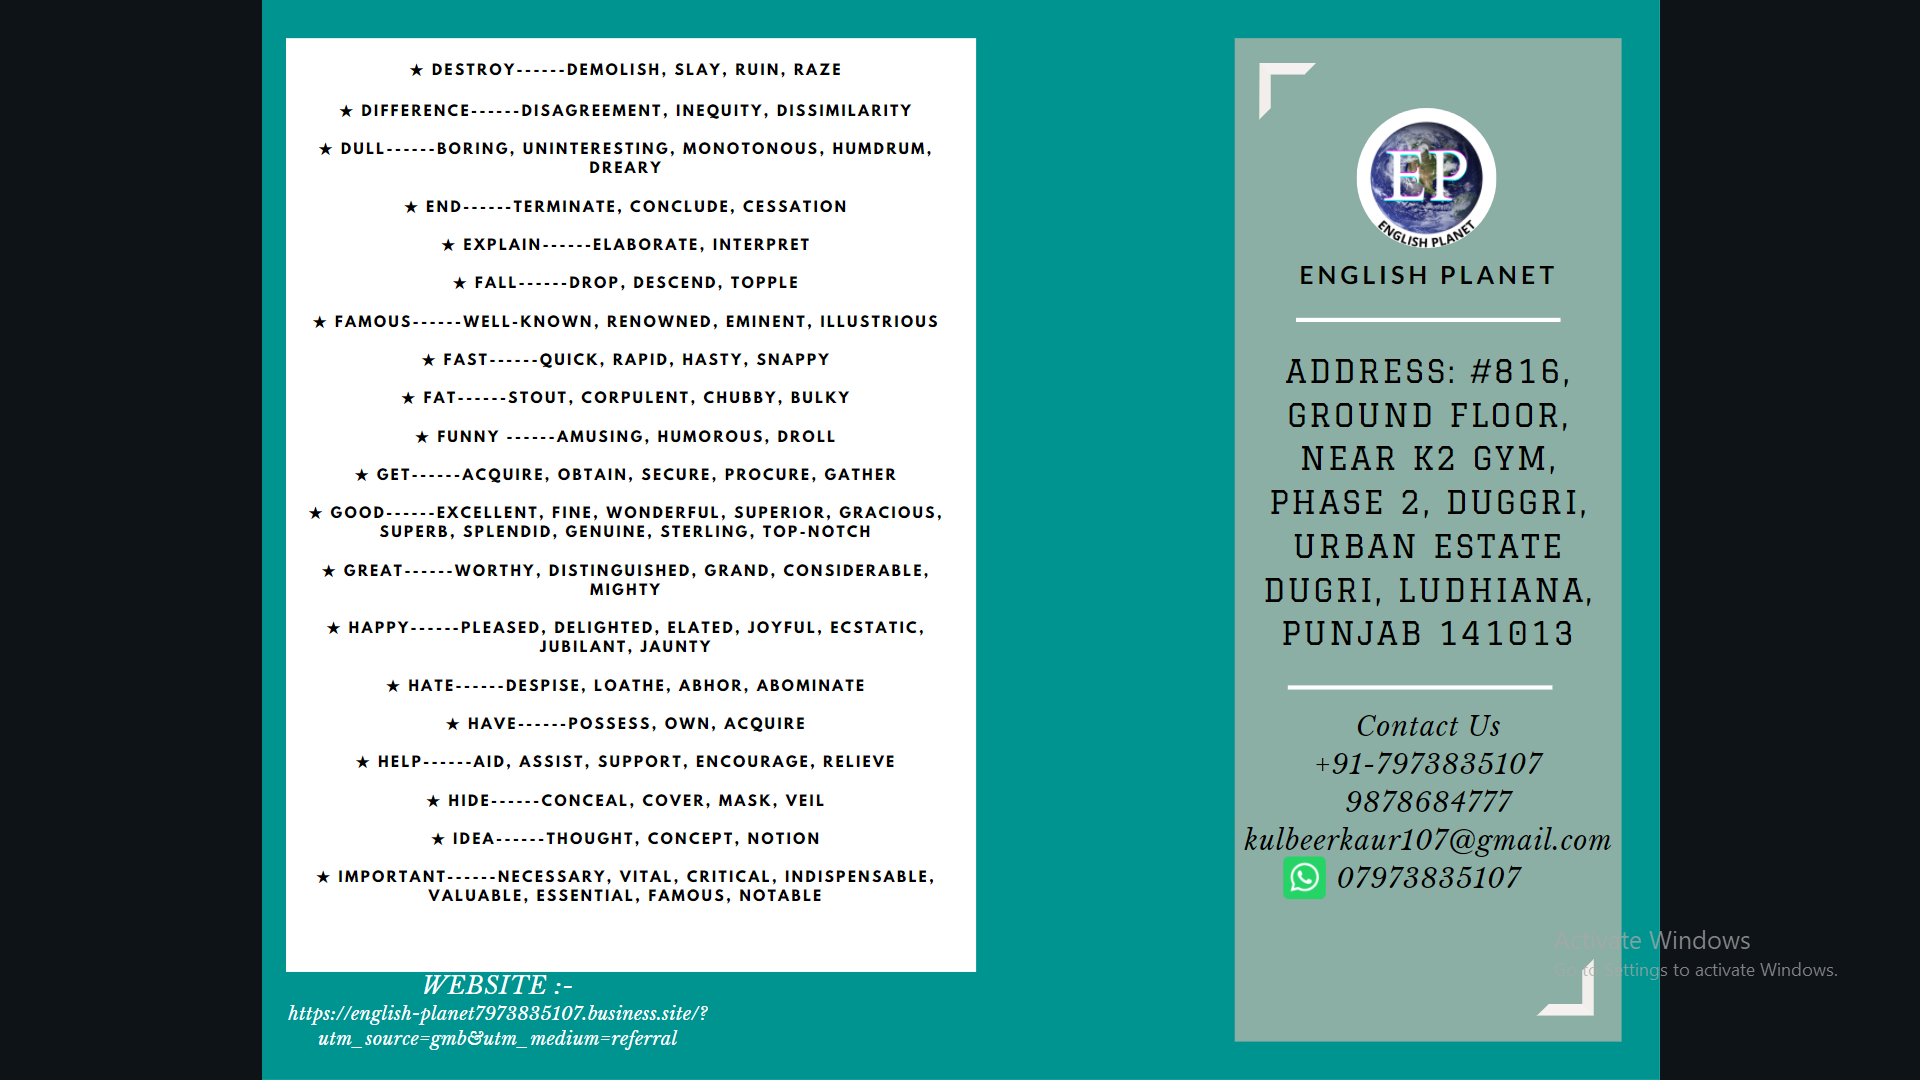 ★ DESTROY------DEMOLISH, SLAY, RUIN, RAZE
★ DIFFERENCE------DISAGREEMENT, INEQUITY, DISSIMILARITY
★ DULL------BORING, UNINTERESTING, MONOTONOUS, HUMDRUM,
DREARY
★ END------TERMINATE, CONCLUDE, CESSATION
★ EXPLAIN------ELABORATE, INTERPRET
★ FALL------DROP, DESCEND, TOPPLE
★ FAMOUS------WELL-KNOWN, RENOWNED, EMINENT, ILLUSTRIOUS
★ FAST------QUICK, RAPID, HASTY, SNAPPY
★ FAT------STOUT, CORPULENT, CHUBBY, BULKY
★ FUNNY ------AMUSING, HUMOROUS, DROLL
★ GET------ACQUIRE, OBTAIN, SECURE, PROCURE, GATHER
★ GOOD------EXCELLENT, FINE, WONDERFUL, SUPERIOR, GRACIOUS,
SUPERB, SPLENDID, GENUINE, STERLING, TOP-NOTCH
★ GREAT------WORTHY, DISTINGUISHED, GRAND, CONSIDERABLE,
MIGHTY
★ HAPPY------PLEASED, DELIGHTED, ELATED, JOYFUL, ECSTATIC,
JUBILANT, JAUNTY
★ HATE------DESPISE, LOATHE, ABHOR, ABOMINATE
★ HAVE------POSSESS, OWN, ACQUIRE
★ HELP------AID, ASSIST, SUPPORT, ENCOURAGE, RELIEVE
★ HIDE------CONCEAL, COVER, MASK, VEIL
★ IDEA------THOUGHT, CONCEPT, NOTION
★ IMPORTANT------NECESSARY, VITAL, CRITICAL, INDISPENSABLE,
VALUABLE, ESSENTIAL, FAMOUS, NOTABLE
WEBSITE :-
https://english-planet7973835107.business.site/?
utm_source=gmb&utm_medium=referral
EP
ENGLISH PLANET
ENGLISH PLANET
ADDRESS: #816,
GROUND FLOOR,
NEAR K2 GYM,
PHASE 2, DUGGRI,
URBAN ESTATE
DUGRI, LUDHIANA,
PUNJAB 141013
Contact Us
+91-7973835107
9878684777
kulbeerkaur107@gmail.com
07973835107
Activate Windows
Go to Settings to activate Windows.